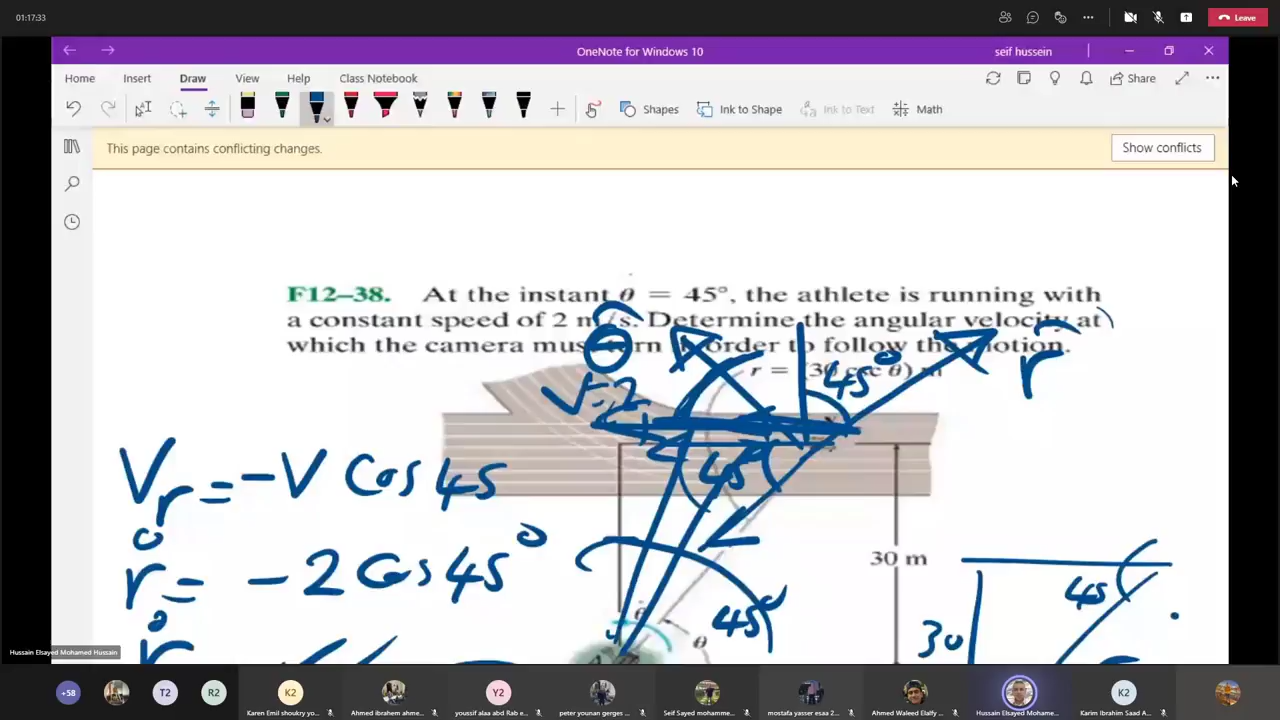 01:17:33
Leave
OneNote for Windows 10
seif hussein
Home Insert Draw View Help Class Notebook
Share
Shapes Ink to Shape Ink to Text Math
This page contains conflicting changes.
Show conflicts
F12–38. At the instant θ = 45°, the athlete is running with
a constant speed of 2 m/s. Determine the angular velocity at
which the camera must turn in order to follow the motion.
r = (30 csc θ) m
θ
r
45°
V=2
Vr = -V Cos 45
45
ṙ = -2 Cos 45°
30 m
45
45°
30
θ
Hussain Elsayed Mohamed Hussain
+58 T2 R2 K2 Y2 K2
Karen Emil shoukry yo...
Ahmed ibrahem ahme...
youssif alaa abd Rab e...
peter younan gerges ...
Seif Sayed mohamme...
mostafa yasser esaa 2...
Ahmed Waleed Elalfy ...
Hussain Elsayed Mohame...
Karim Ibrahim Saad A...